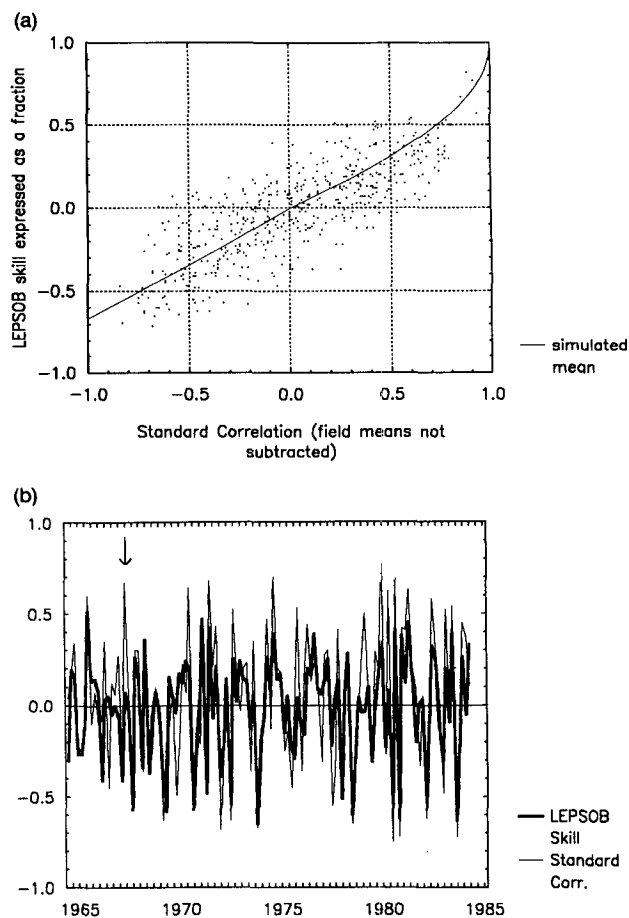 (a)
LEPSOB skill expressed as a fraction
1.0
0.5
0.0
−0.5
−1.0
−1.0 −0.5 0.0 0.5 1.0
Standard Correlation (field means not
subtracted)
simulated
mean
(b)
1.0
0.5
0.0
−0.5
−1.0
1965 1970 1975 1980 1985
LEPSOB
Skill
Standard
Corr.